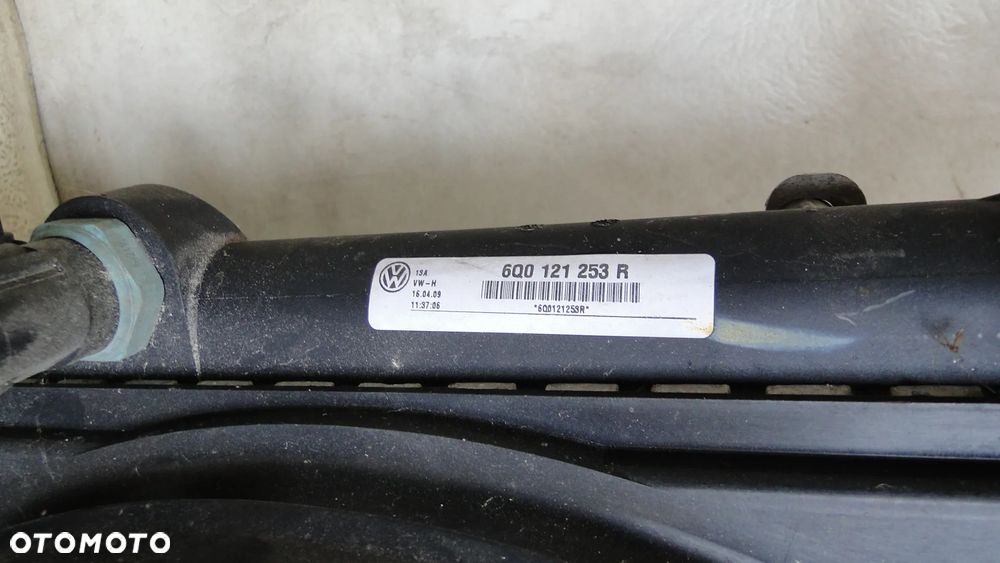 13A
VW-H
16.04.09
11:37:06
6Q0 121 253 R
*6Q0121253R*
OTOMOTO